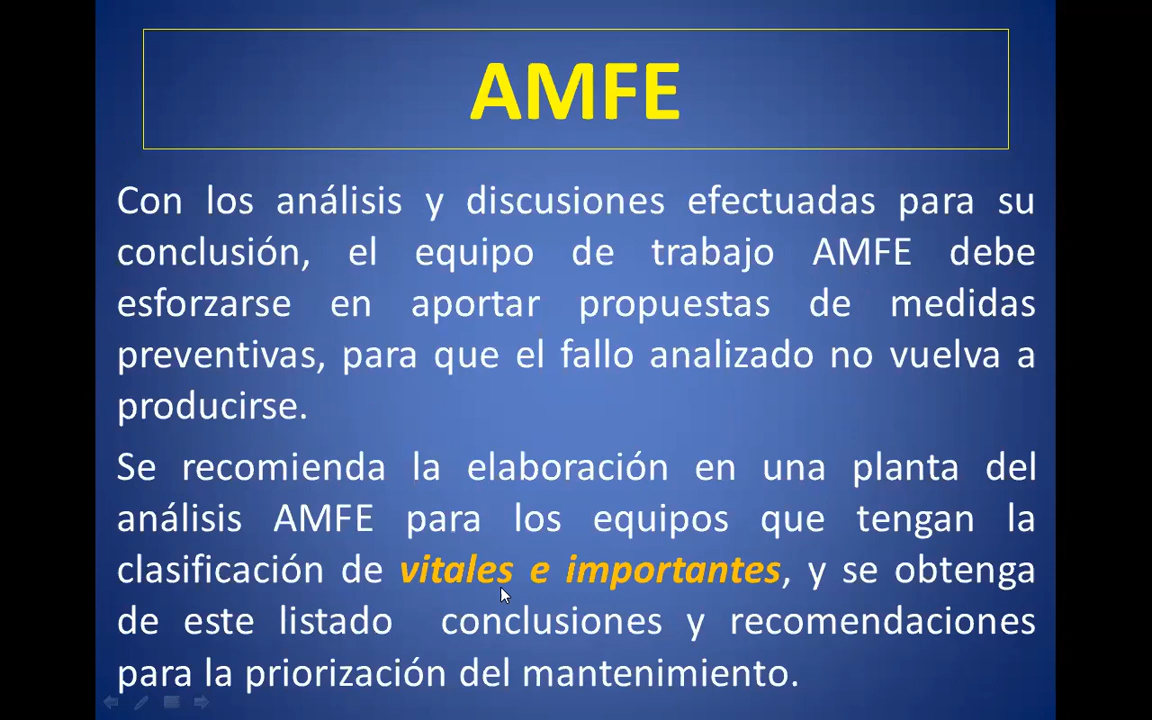 AMFE
Con los análisis y discusiones efectuadas para su
conclusión, el equipo de trabajo AMFE debe
esforzarse en aportar propuestas de medidas
preventivas, para que el fallo analizado no vuelva a
producirse.
Se recomienda la elaboración en una planta del
análisis AMFE para los equipos que tengan la
clasificación de vitales e importantes, y se obtenga
de este listado conclusiones y recomendaciones
para la priorización del mantenimiento.